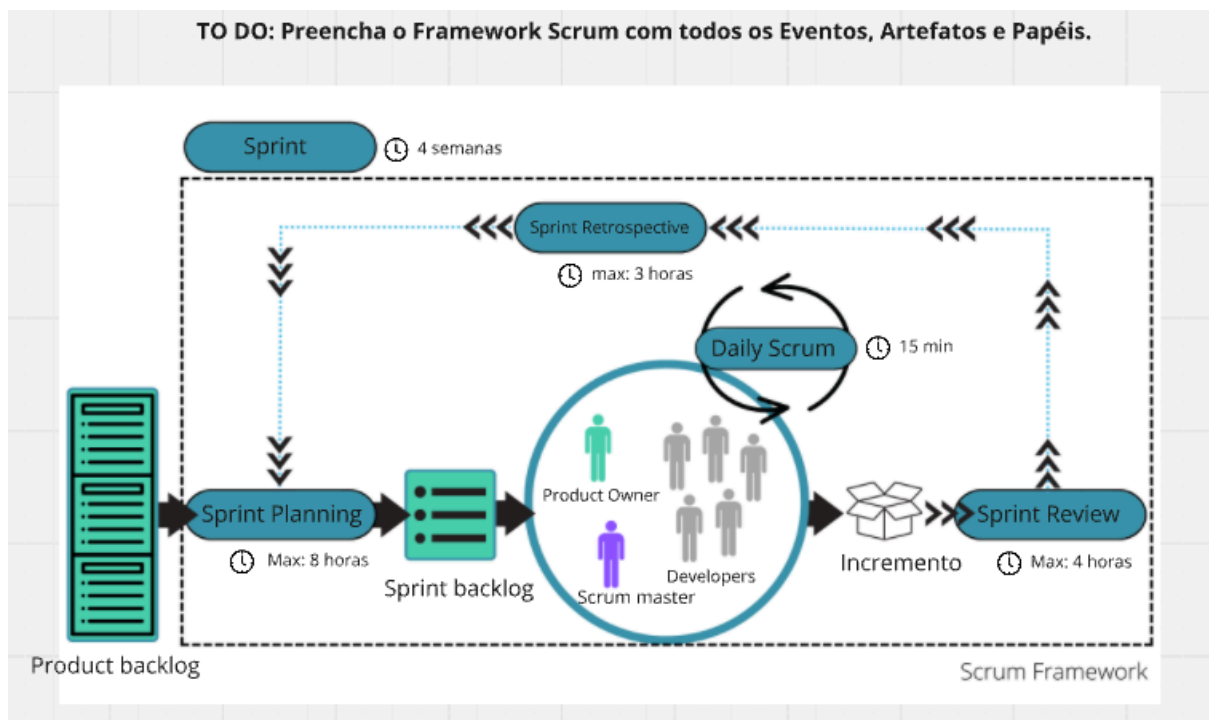 TO DO: Preencha o Framework Scrum com todos os Eventos, Artefatos e Papéis.
Sprint
4 semanas
Sprint Retrospective
max: 3 horas
Daily Scrum
15 min
Product Owner
Sprint Planning
Sprint Review
Max: 8 horas
Incremento
Max: 4 horas
Sprint backlog
Developers
Scrum master
Product backlog
Scrum Framework